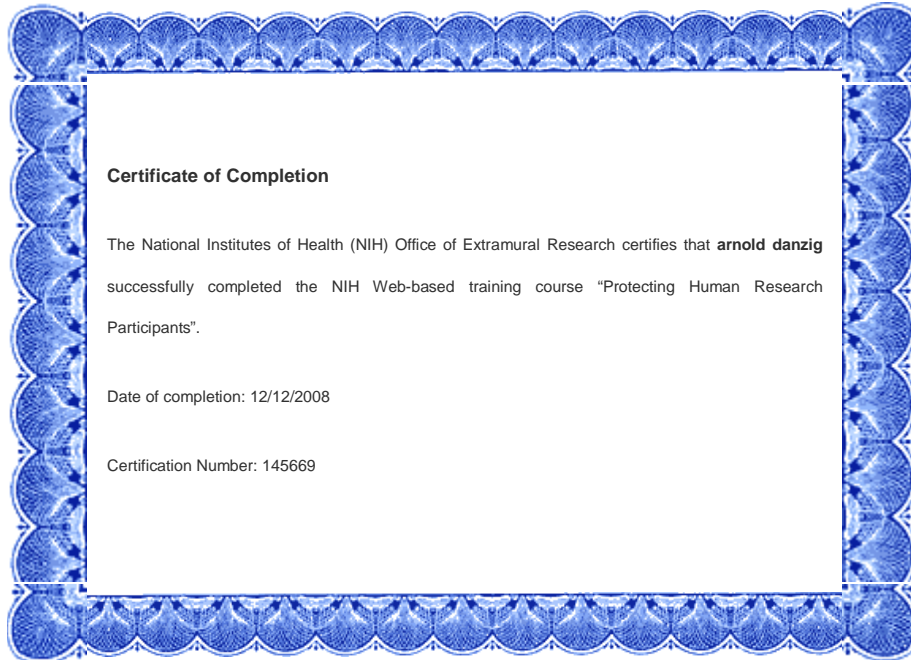 Certificate of Completion
The National Institutes of Health (NIH) Office of Extramural Research certifies that arnold danzig
successfully completed the NIH Web-based training course “Protecting Human Research
Participants”.
Date of completion: 12/12/2008
Certification Number: 145669